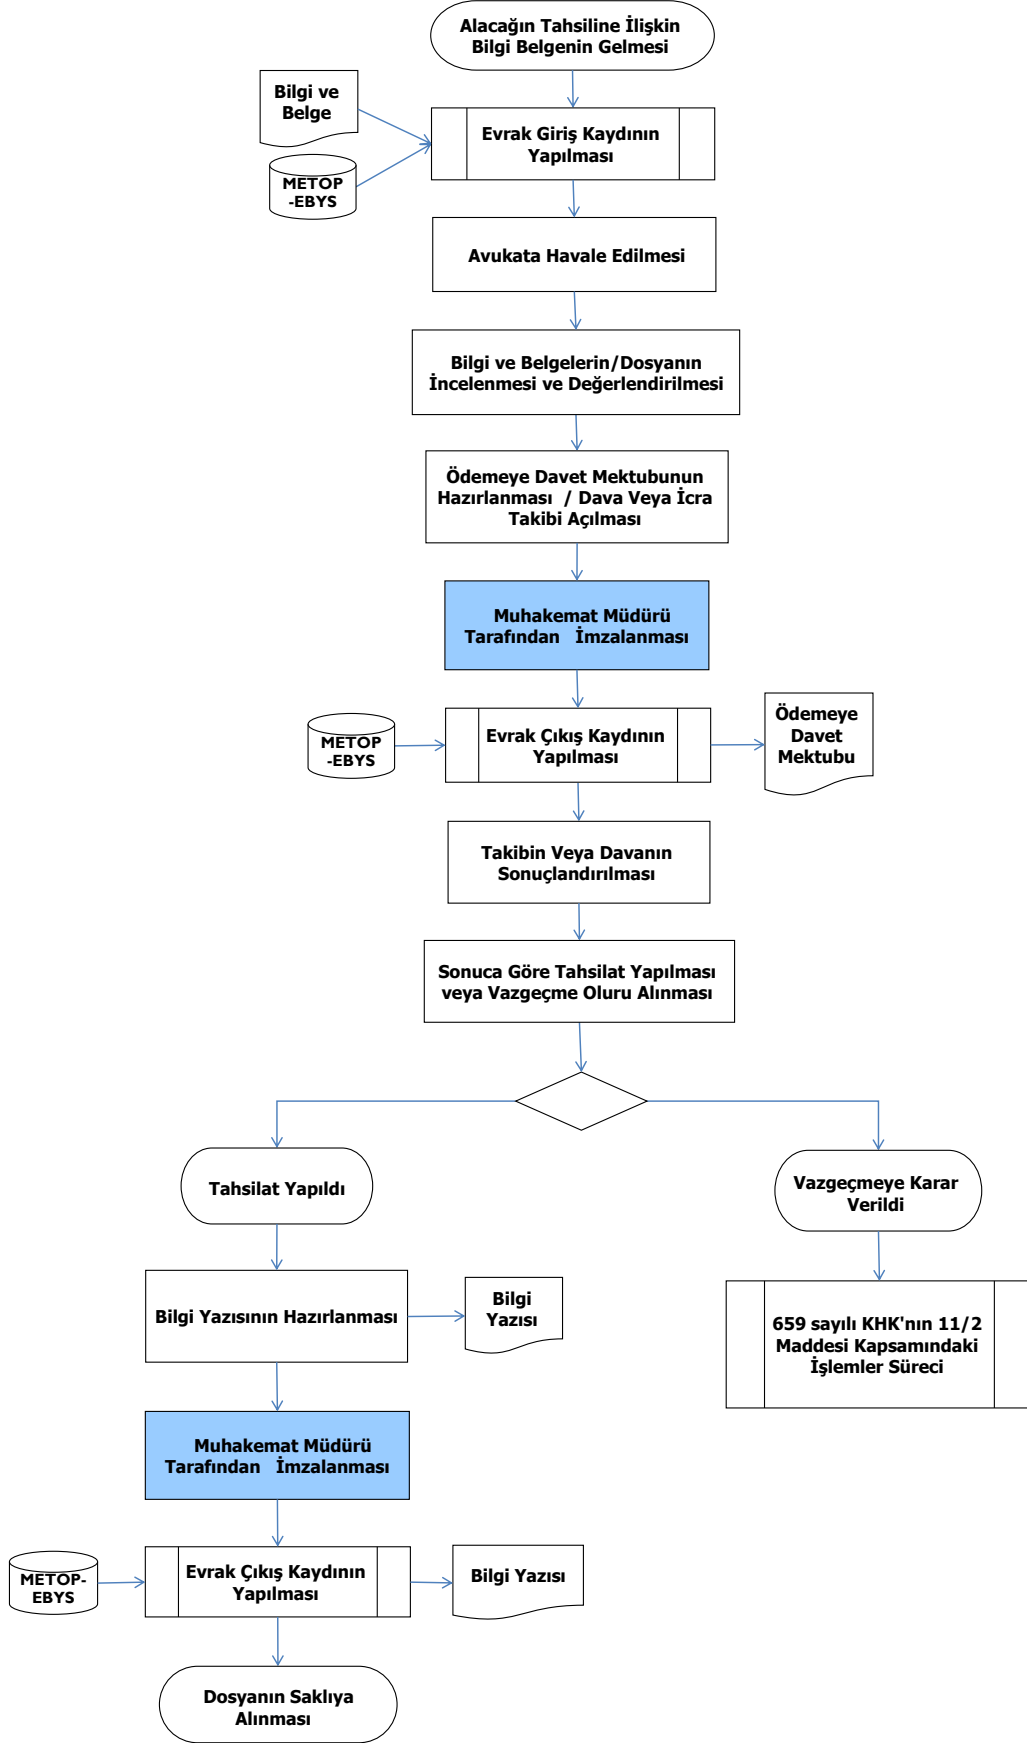 Alacağın Tahsiline İlişkin
Bilgi Belgenin Gelmesi
Bilgi ve
Belge
Evrak Giriş Kaydının
Yapılması
METOP
-EBYS
Avukata Havale Edilmesi
Bilgi ve Belgelerin/Dosyanın
İncelenmesi ve Değerlendirilmesi
Ödemeye Davet Mektubunun
Hazırlanması / Dava Veya İcra
Takibi Açılması
Muhakemat Müdürü
Tarafından İmzalanması
METOP
-EBYS
Evrak Çıkış Kaydının
Yapılması
Ödemeye
Davet
Mektubu
Takibin Veya Davanın
Sonuçlandırılması
Sonuca Göre Tahsilat Yapılması
veya Vazgeçme Oluru Alınması
Tahsilat Yapıldı
Vazgeçmeye Karar
Verildi
Bilgi Yazısının Hazırlanması
Bilgi
Yazısı
659 sayılı KHK'nın 11/2
Maddesi Kapsamındaki
İşlemler Süreci
Muhakemat Müdürü
Tarafından İmzalanması
METOP-
EBYS
Evrak Çıkış Kaydının
Yapılması
Bilgi Yazısı
Dosyanın Saklıya
Alınması